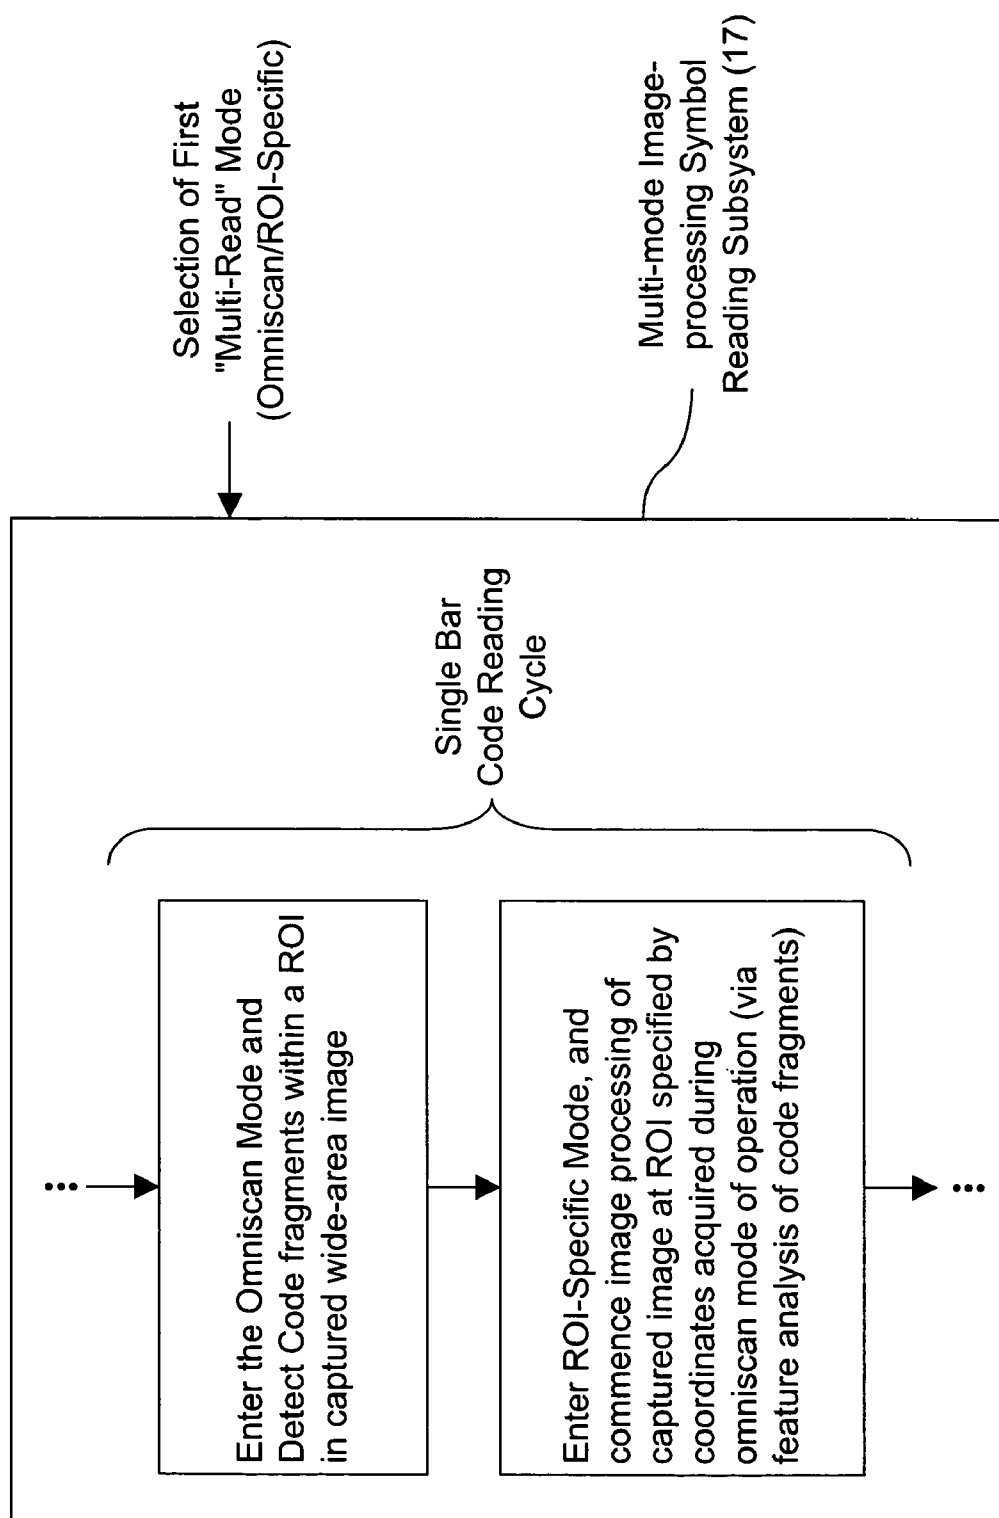 Selection of First
"Multi-Read" Mode
(Omniscan/ROI-Specific)
Multi-mode Image-
processing Symbol
Reading Subsystem (17)
Single Bar
Code Reading
Cycle
Enter the Omniscan Mode and
Detect Code fragments within a ROI
in captured wide-area image
Enter ROI-Specific Mode, and
commence image processing of
captured image at ROI specified by
coordinates acquired during
omniscan mode of operation (via
feature analysis of code fragments)